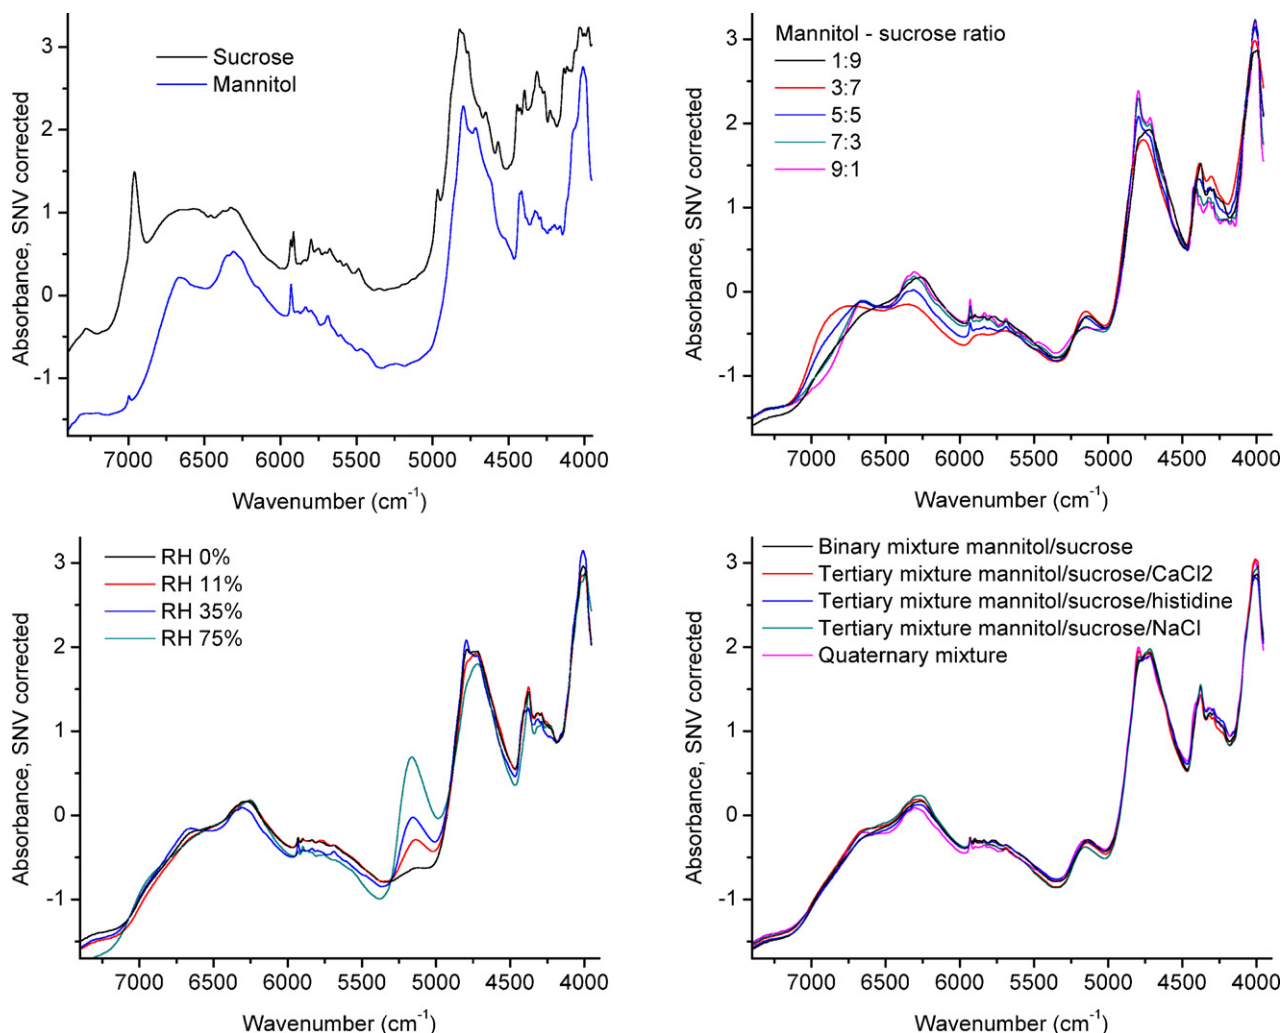 Sucrose
Mannitol
3
2
1
0
-1
Absorbance, SNV corrected
7000 6500 6000 5500 5000 4500 4000
Wavenumber (cm-1)
Mannitol - sucrose ratio
1:9
3:7
5:5
7:3
9:1
3
2
1
0
-1
Absorbance, SNV corrected
7000 6500 6000 5500 5000 4500 4000
Wavenumber (cm-1)
RH 0%
RH 11%
RH 35%
RH 75%
3
2
1
0
-1
Absorbance, SNV corrected
7000 6500 6000 5500 5000 4500 4000
Wavenumber (cm-1)
Binary mixture mannitol/sucrose
Tertiary mixture mannitol/sucrose/CaCl2
Tertiary mixture mannitol/sucrose/histidine
Tertiary mixture mannitol/sucrose/NaCl
Quaternary mixture
3
2
1
0
-1
Absorbance, SNV corrected
7000 6500 6000 5500 5000 4500 4000
Wavenumber (cm-1)